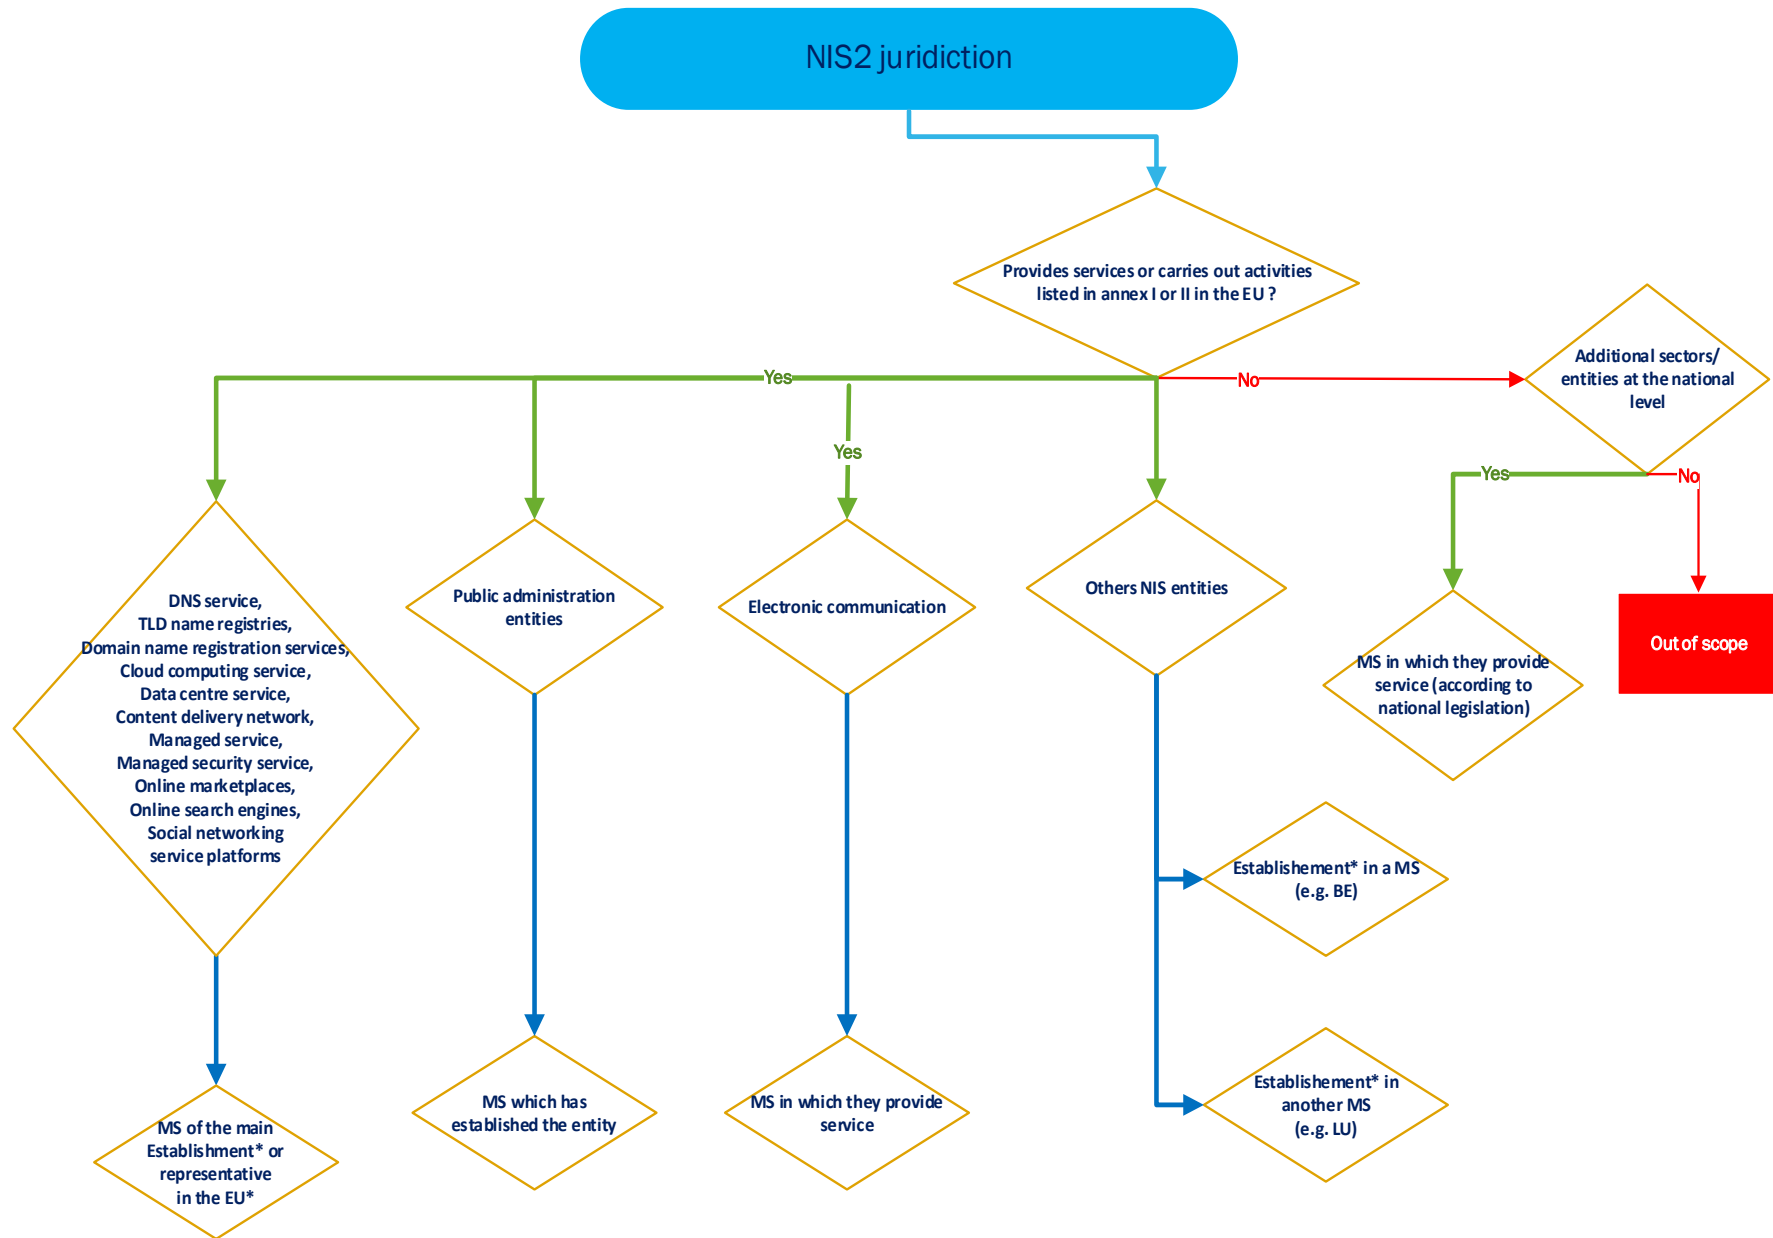 NIS2 juridiction
Provides services or carries out activities
listed in annex I or II in the EU ?
Additional sectors/
entities at the national
level
Yes
No
Yes
Yes
No
DNS service,
TLD name registries,
Domain name registration services,
Cloud computing service,
Data centre service,
Content delivery network,
Managed service,
Managed security service,
Online marketplaces,
Online search engines,
Social networking
service platforms
Public administration
entities
Electronic communication
Others NIS entities
MS in which they provide
service (according to
national legislation)
Out of scope
Establishement* in a MS
(e.g. BE)
MS of the main
Establishment* or
representative
in the EU*
MS which has
established the entity
MS in which they provide
service
Establishement* in
another MS
(e.g. LU)